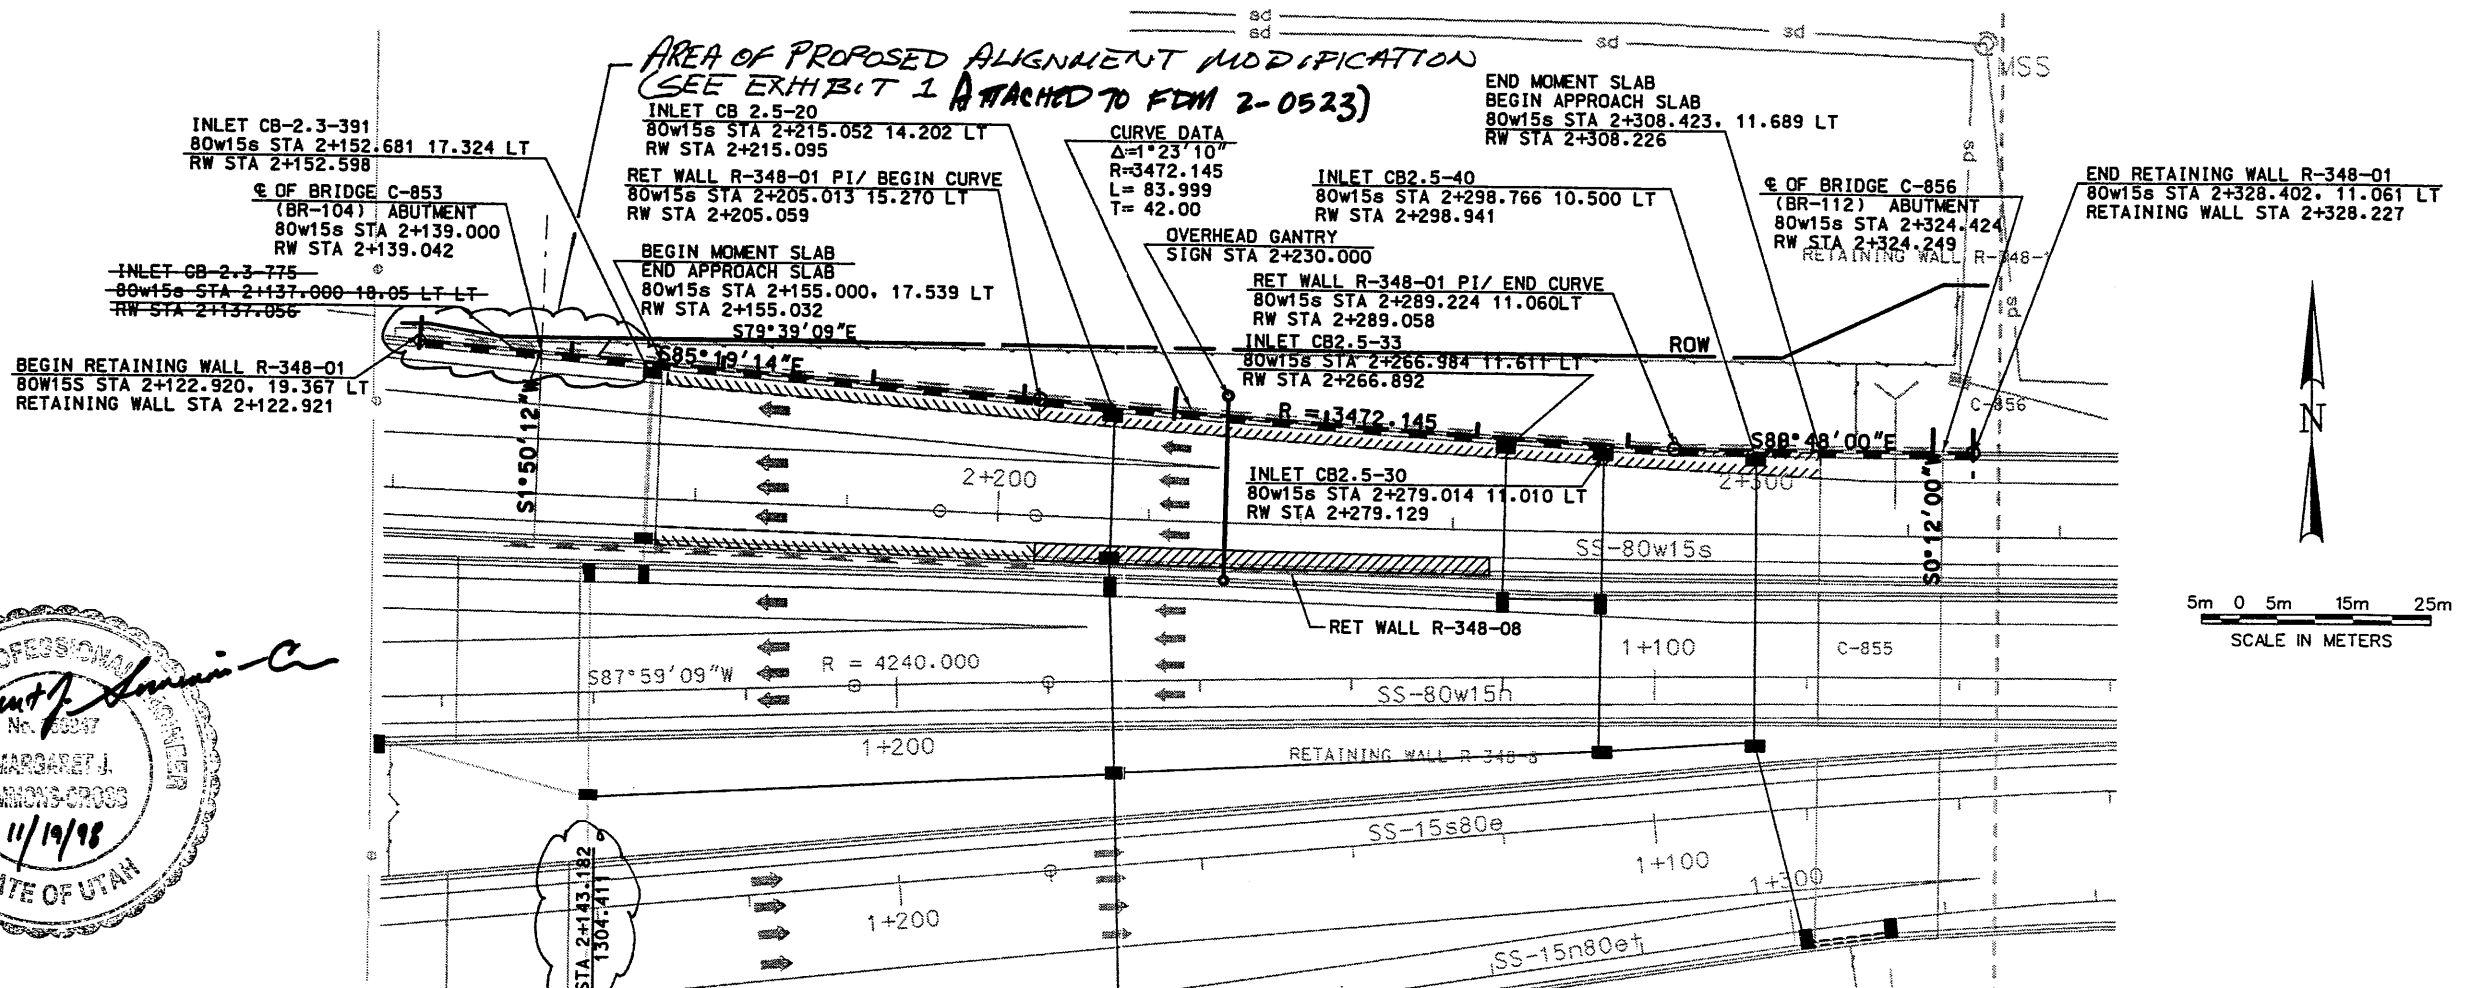 AREA OF PROPOSED ALIGNMENT MODIFICATION
(SEE EXHIBIT 1 ATTACHED TO FDM 2-0523)
INLET CB-2.3-391
80w15s STA 2+152.681 17.324 LT
RW STA 2+152.598
℄ OF BRIDGE C-853
(BR-104) ABUTMENT
80w15s STA 2+139.000
RW STA 2+139.042
INLET CB-2.3-775
80w15s STA 2+137.000 18.05 LT LT
RW STA 2+137.056
BEGIN RETAINING WALL R-348-01
80W15S STA 2+122.920, 19.367 LT
RETAINING WALL STA 2+122.921
INLET CB 2.5-20
80w15s STA 2+215.052 14.202 LT
RW STA 2+215.095
RET WALL R-348-01 PI/ BEGIN CURVE
80w15s STA 2+205.013 15.270 LT
RW STA 2+205.059
BEGIN MOMENT SLAB
END APPROACH SLAB
80w15s STA 2+155.000, 17.539 LT
RW STA 2+155.032
S79°39'09"E
S85°19'14"E
S1°50'12"W
CURVE DATA
Δ=1°23'10"
R=3472.145
L= 83.999
T= 42.00
OVERHEAD GANTRY
SIGN STA 2+230.000
END MOMENT SLAB
BEGIN APPROACH SLAB
80w15s STA 2+308.423, 11.689 LT
RW STA 2+308.226
INLET CB2.5-40
80w15s STA 2+298.766 10.500 LT
RW STA 2+298.941
RET WALL R-348-01 PI/ END CURVE
80w15s STA 2+289.224 11.060LT
RW STA 2+289.058
INLET CB2.5-33
80w15s STA 2+266.984 11.611 LT
RW STA 2+266.892
ROW
R = 3472.145
INLET CB2.5-30
80w15s STA 2+279.014 11.010 LT
RW STA 2+279.129
℄ OF BRIDGE C-856
(BR-112) ABUTMENT
80w15s STA 2+324.424
RW STA 2+324.249
RETAINING WALL R-348-1
END RETAINING WALL R-348-01
80w15s STA 2+328.402, 11.061 LT
RETAINING WALL STA 2+328.227
sd
sd
sd
sd
sd
sd
MSS
C-856
S88°48'00"E
S0°12'00"W
2+200
2+300
SS-80w15s
RET WALL R-348-08
N
5m 0 5m 15m 25m
SCALE IN METERS
S87°59'09"W
R = 4240.000
1+100
C-855
SS-80w15h
1+200
RETAINING WALL R-348-8
SS-15s80e
1+100
1+300
1+200
SS-15n80et
STA 2+143.182
1304.411
MARGARET J.
11/19/98
STATE OF UTAH